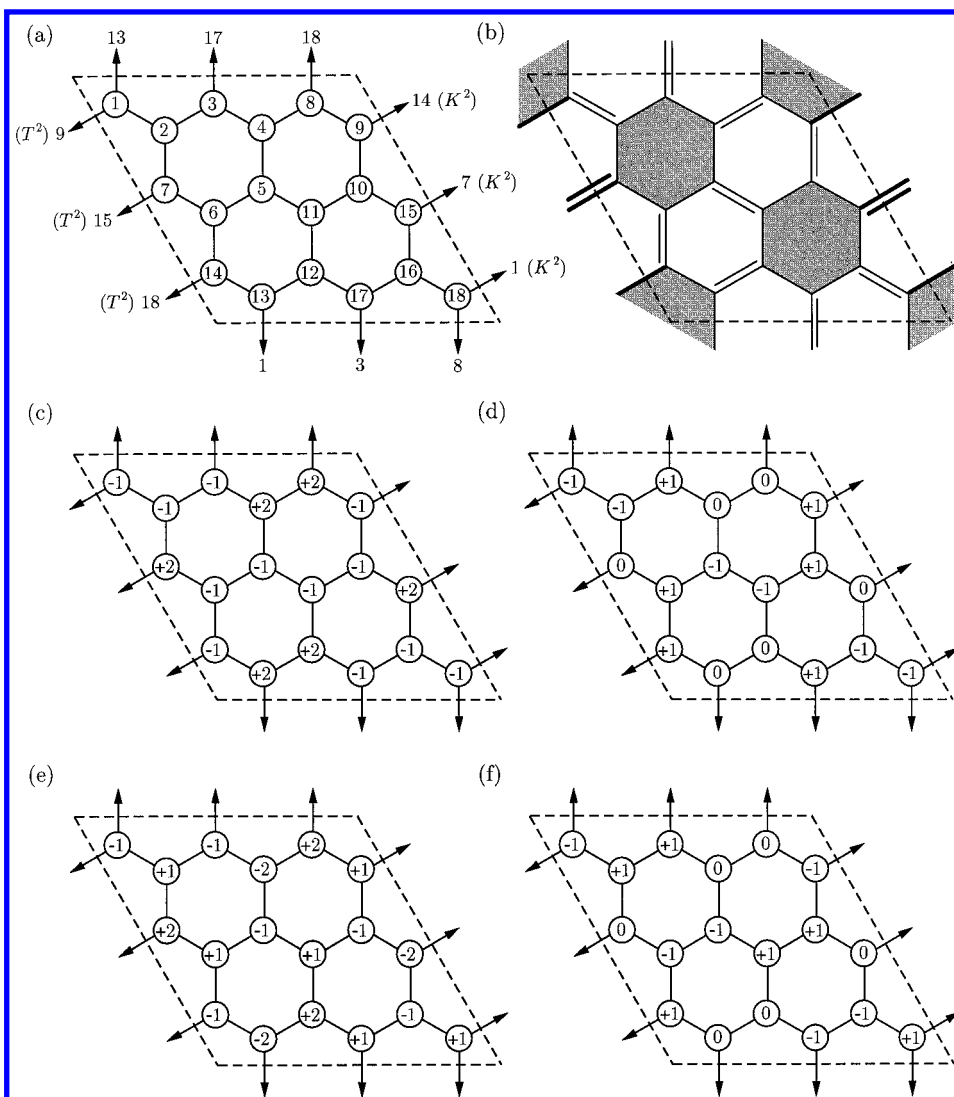 (a) 13 17 18 (b)
1 3 8 14 (K²)
(T²) 9 2 4 9
7 5 10 7 (K²)
(T²) 15 6 11 15
14 12 16 1 (K²)
(T²) 18 13 17 18
1 3 8
(c) (d)
-1 -1 +2 -1 +1 0
-1 +2 -1 -1 0 +1
+2 -1 -1 0 -1 +1
-1 -1 +2 +1 -1 0
-1 +2 -1 +1 0 -1
+2 -1 -1 0 +1 -1
(e) (f)
-1 -1 +2 -1 +1 0
+1 -2 +1 +1 0 -1
+2 -1 -1 0 -1 +1
+1 +1 -2 -1 +1 0
-1 +2 -1 +1 0 -1
-2 +1 +1 0 -1 +1